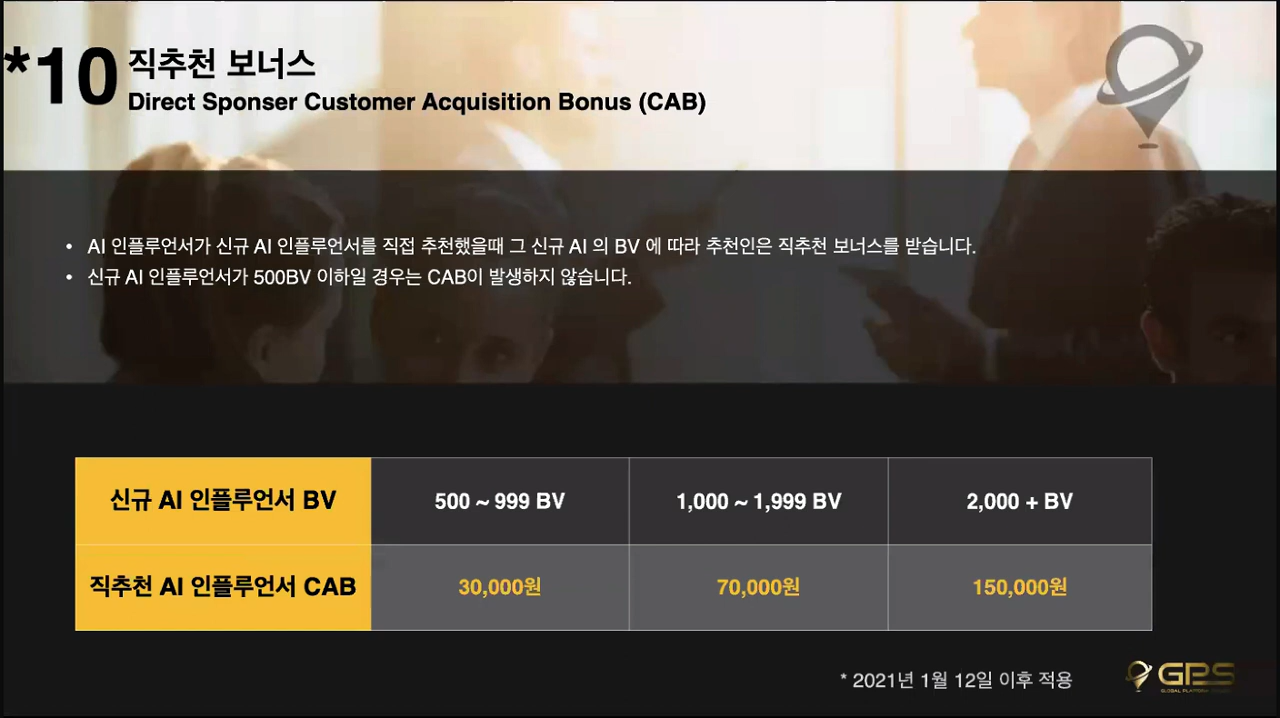 *10
직추천 보너스
Direct Sponser Customer Acquisition Bonus (CAB)
• AI 인플루언서가 신규 AI 인플루언서를 직접 추천했을때 그 신규 AI 의 BV 에 따라 추천인은 직추천 보너스를 받습니다.
• 신규 AI 인플루언서가 500BV 이하일 경우는 CAB이 발생하지 않습니다.
신규 AI 인플루언서 BV 500 ~ 999 BV 1,000 ~ 1,999 BV 2,000 + BV
직추천 AI 인플루언서 CAB 30,000원 70,000원 150,000원
* 2021년 1월 12일 이후 적용
GPS
GLOBAL